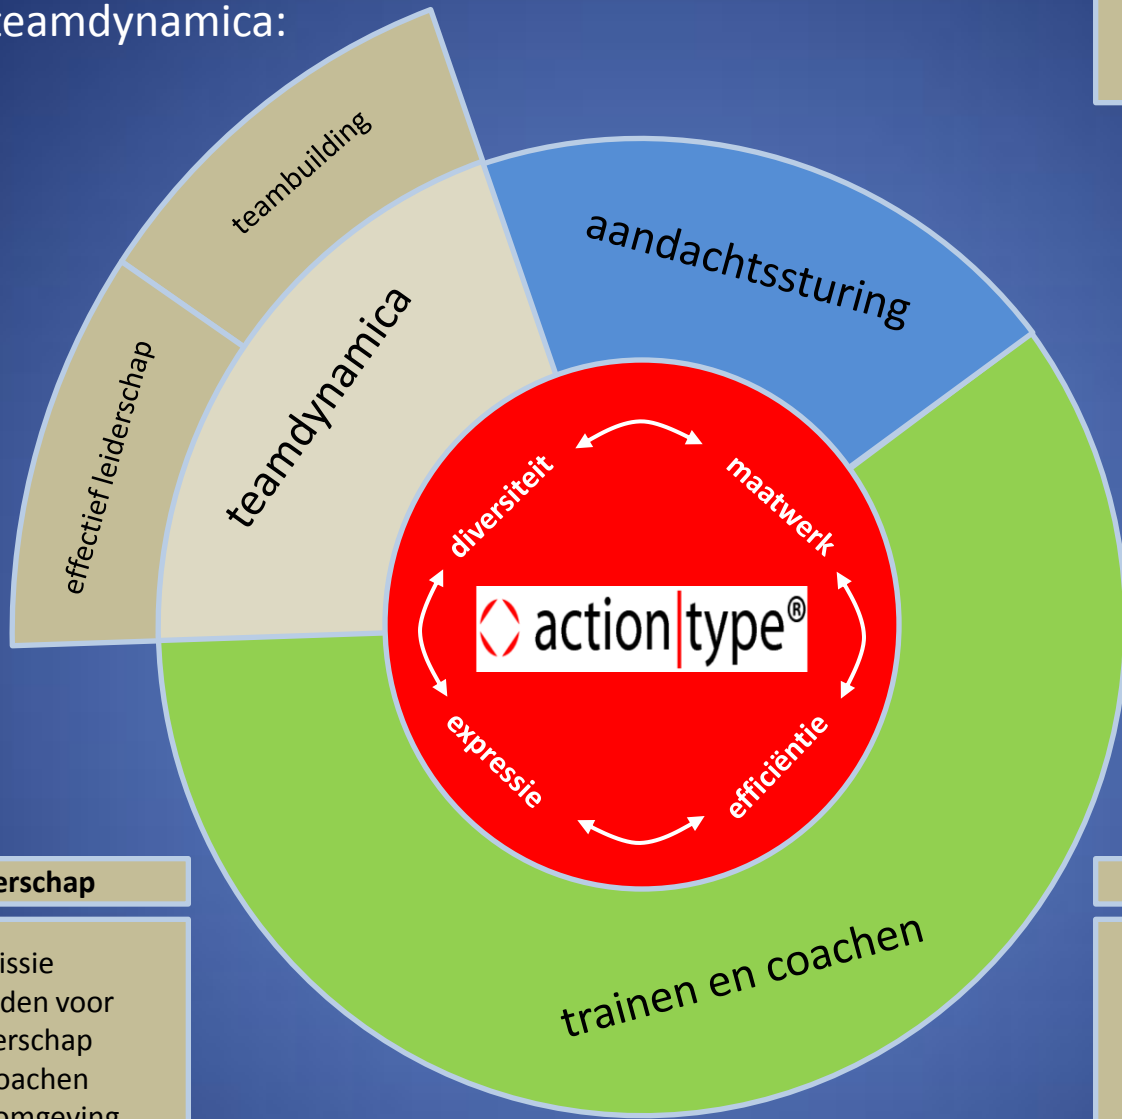 teamdynamica:
teambuilding
aandachtssturing
teamdynamica
effectief leiderschap
diversiteit
maatwerk
action|type®
expressie
efficiëntie
trainen en coachen
erschap
issie
den voor
erschap
oachen
omgeving